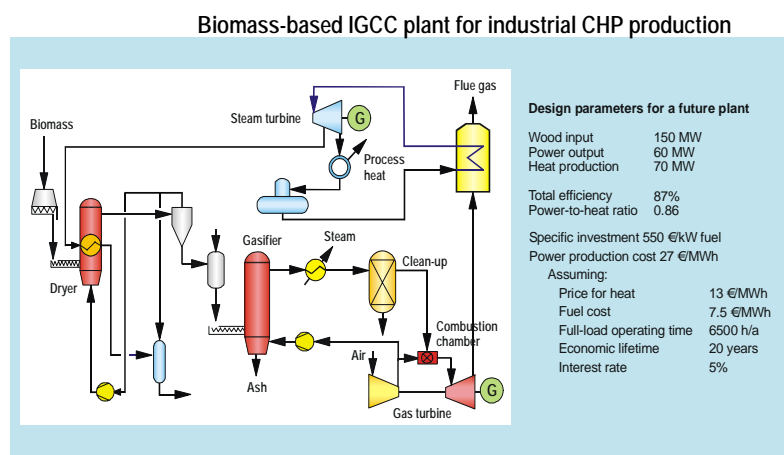 Biomass-based IGCC plant for industrial CHP production
Flue gas
Steam turbine
G
Biomass
Process
heat
Gasifier
Steam
Clean-up
Dryer
Combustion
chamber
Air
Ash
G
Gas turbine
Design parameters for a future plant
Wood input 150 MW
Power output 60 MW
Heat production 70 MW
Total efficiency 87%
Power-to-heat ratio 0.86
Specific investment 550 €/kW fuel
Power production cost 27 €/MWh
Assuming:
Price for heat 13 €/MWh
Fuel cost 7.5 €/MWh
Full-load operating time 6500 h/a
Economic lifetime 20 years
Interest rate 5%